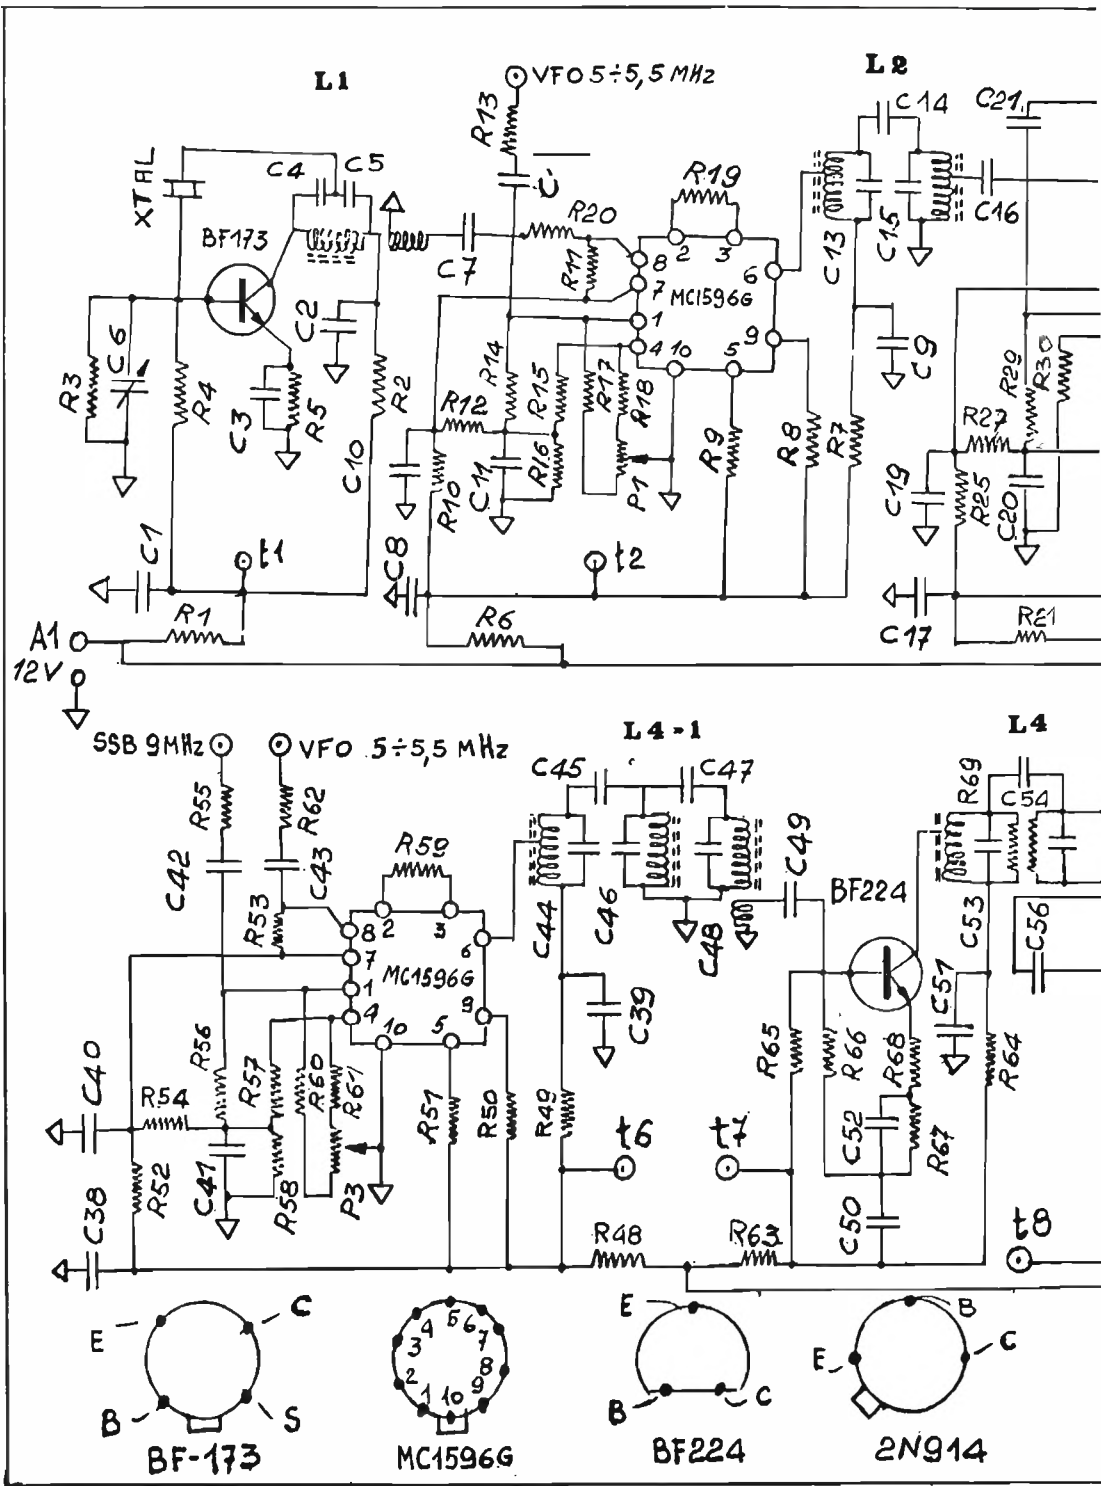 L1
VFO 5÷5,5 MHz
L2
R13
C14
C21
XTAL
C4
C5
R19
C16
BF173
R20
C13
C15
C7
R11
8
2
3
6
7
MC1596G
1
9
4
10
5
C2
C9
R3
C6
R4
C3
R5
R2
R14
R15
R17
R18
R29
R30
R12
R27
C10
R10
C11
R16
P1
R9
R8
R7
C19
R25
C20
C1
t1
C8
t2
R1
R6
C17
R21
A1
12V
SSB 9MHz
VFO 5÷5,5 MHz
L4-1
L4
C45
C47
R69
C54
R55
R62
R59
C42
C43
C49
BF224
R53
8
2
3
6
C44
C46
C48
C53
C56
7
MC1596G
1
9
4
10
5
C39
C51
R56
R57
R60
R61
R51
R50
R49
R65
R66
R68
R64
C40
R54
C52
R67
t6
t7
R52
C41
R58
P3
C38
R48
R63
C50
t8
E
C
B
S
BF-173
1
2
3
4
5
6
7
8
9
10
MC1596G
E
B
C
BF224
B
E
C
2N914